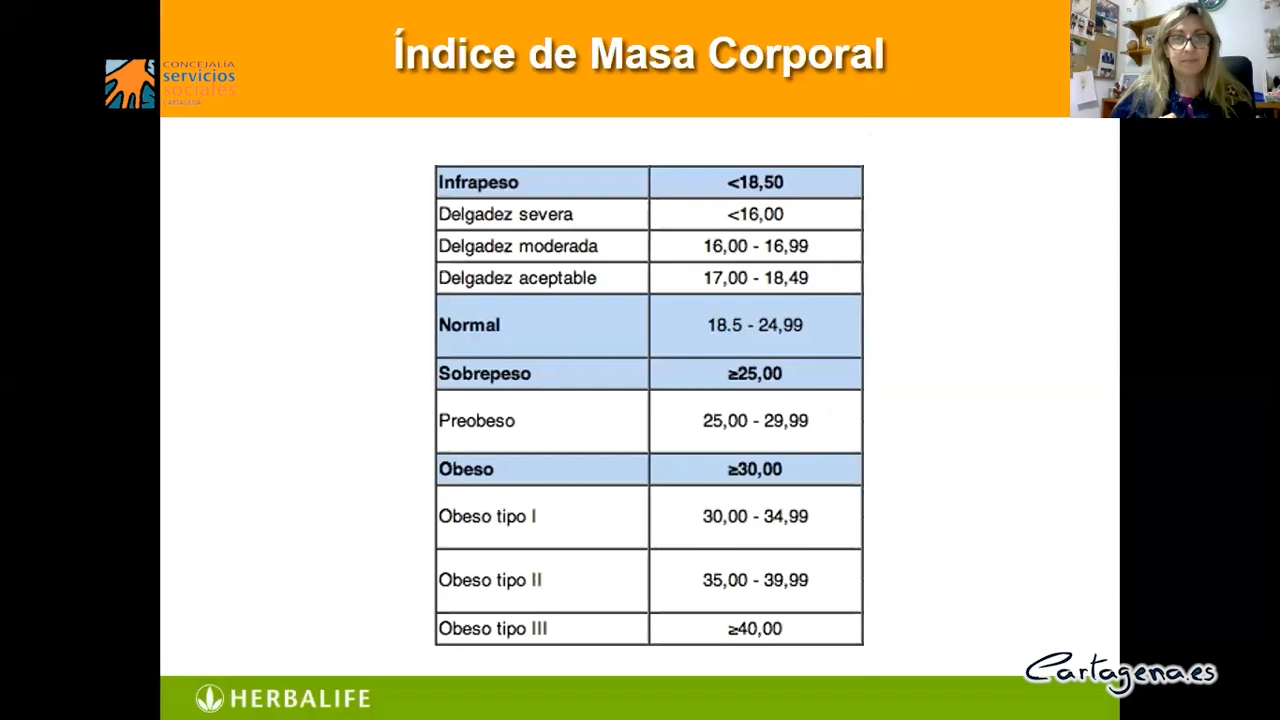 Índice de Masa Corporal
CONCEJALÍA
servicios
sociales
CARTAGENA
Infrapeso <18,50
Delgadez severa <16,00
Delgadez moderada 16,00 - 16,99
Delgadez aceptable 17,00 - 18,49
Normal 18.5 - 24,99
Sobrepeso ≥25,00
Preobeso 25,00 - 29,99
Obeso ≥30,00
Obeso tipo I 30,00 - 34,99
Obeso tipo II 35,00 - 39,99
Obeso tipo III ≥40,00
Cartagena.es
HERBALIFE